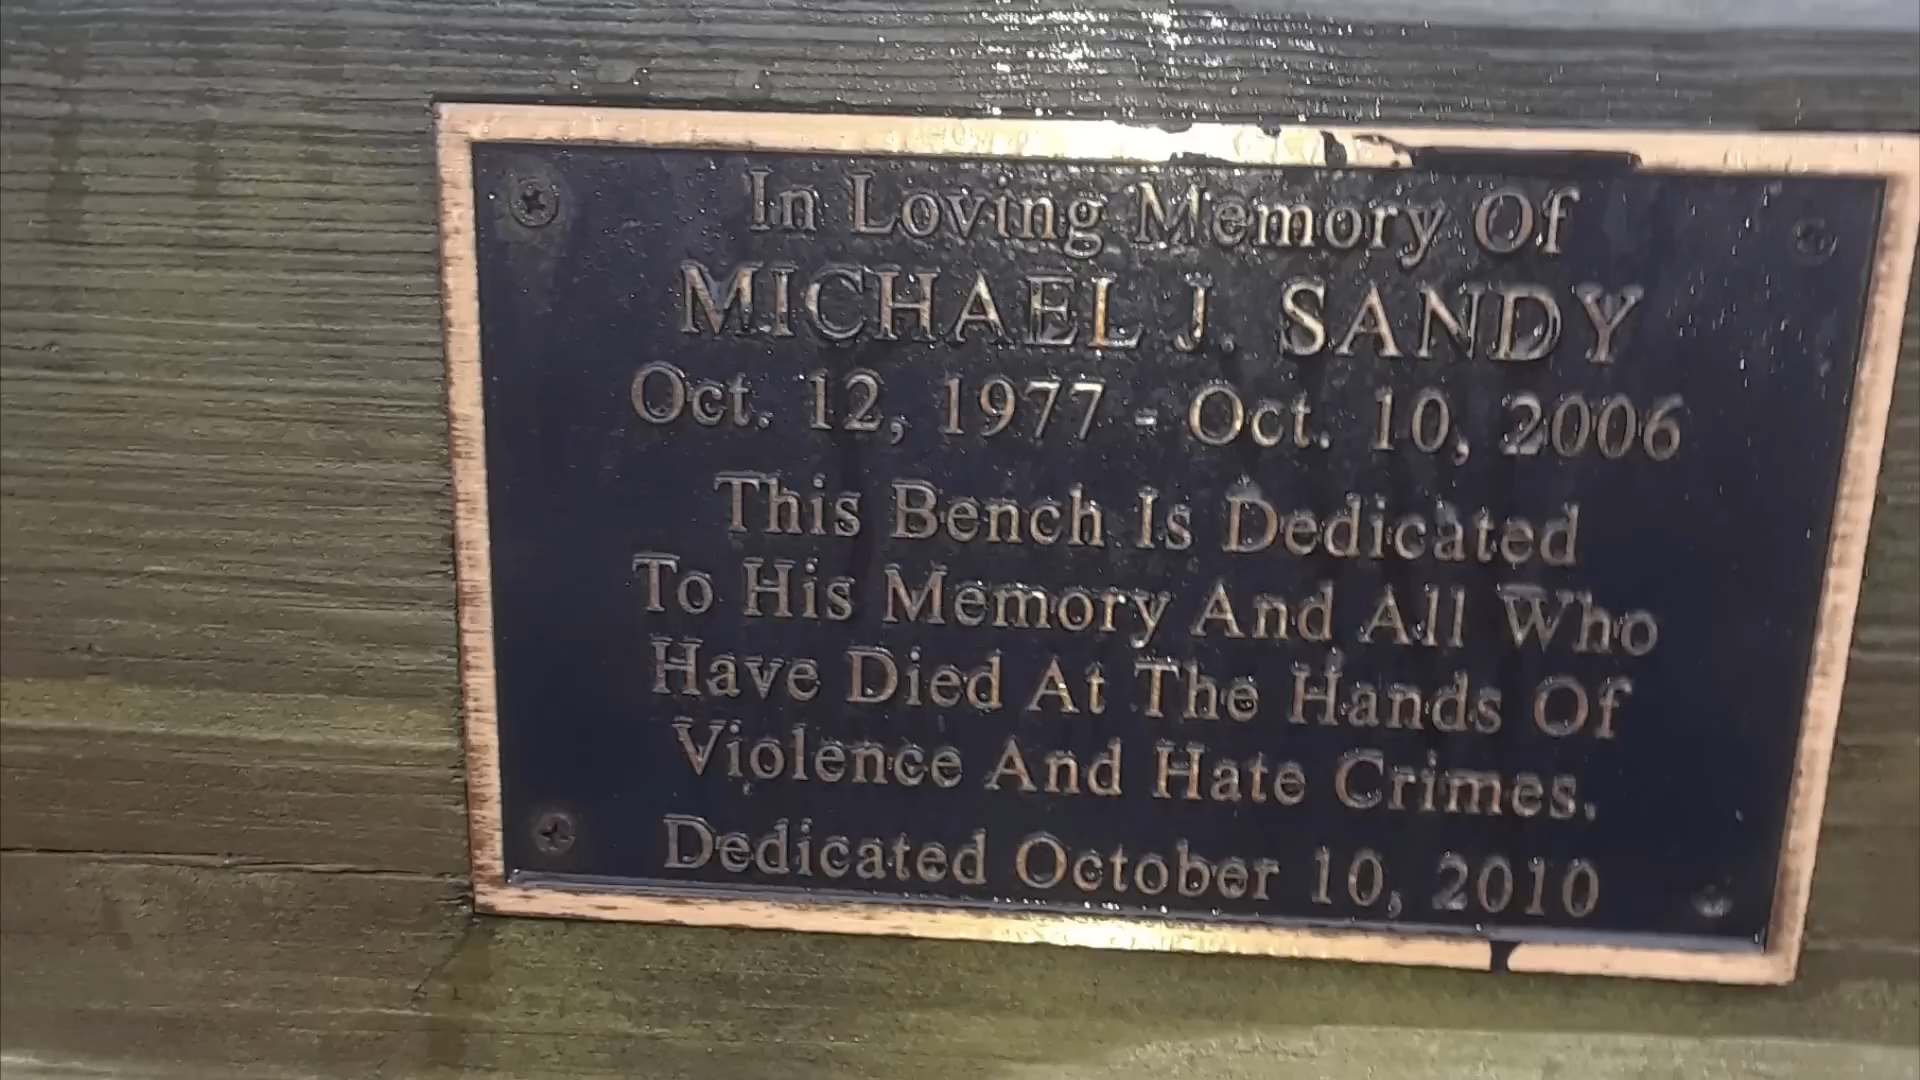 In Loving Memory Of
MICHAEL J. SANDY
Oct. 12, 1977 - Oct. 10, 2006
This Bench Is Dedicated
To His Memory And All Who
Have Died At The Hands Of
Violence And Hate Crimes.
Dedicated October 10, 2010